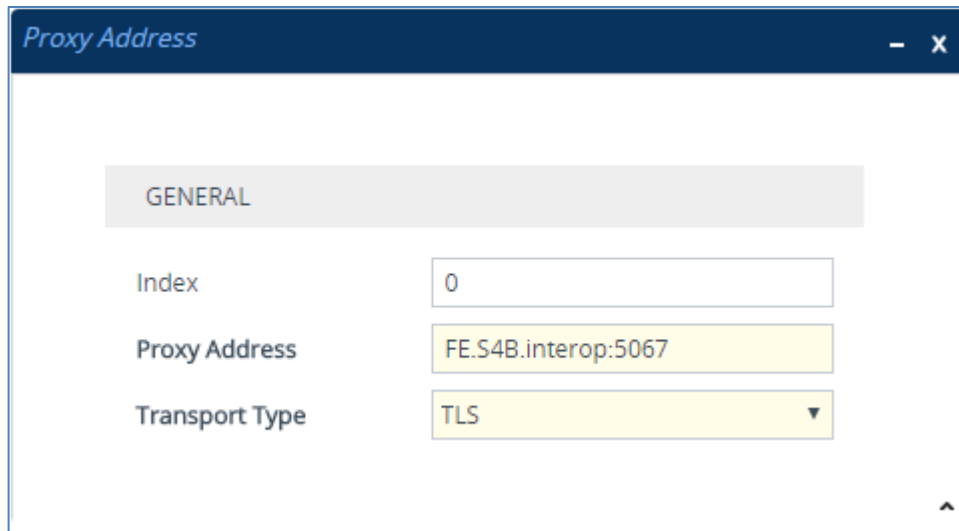 Proxy Address
– x
GENERAL
Index 0
Proxy Address FE.S4B.interop:5067
Transport Type TLS